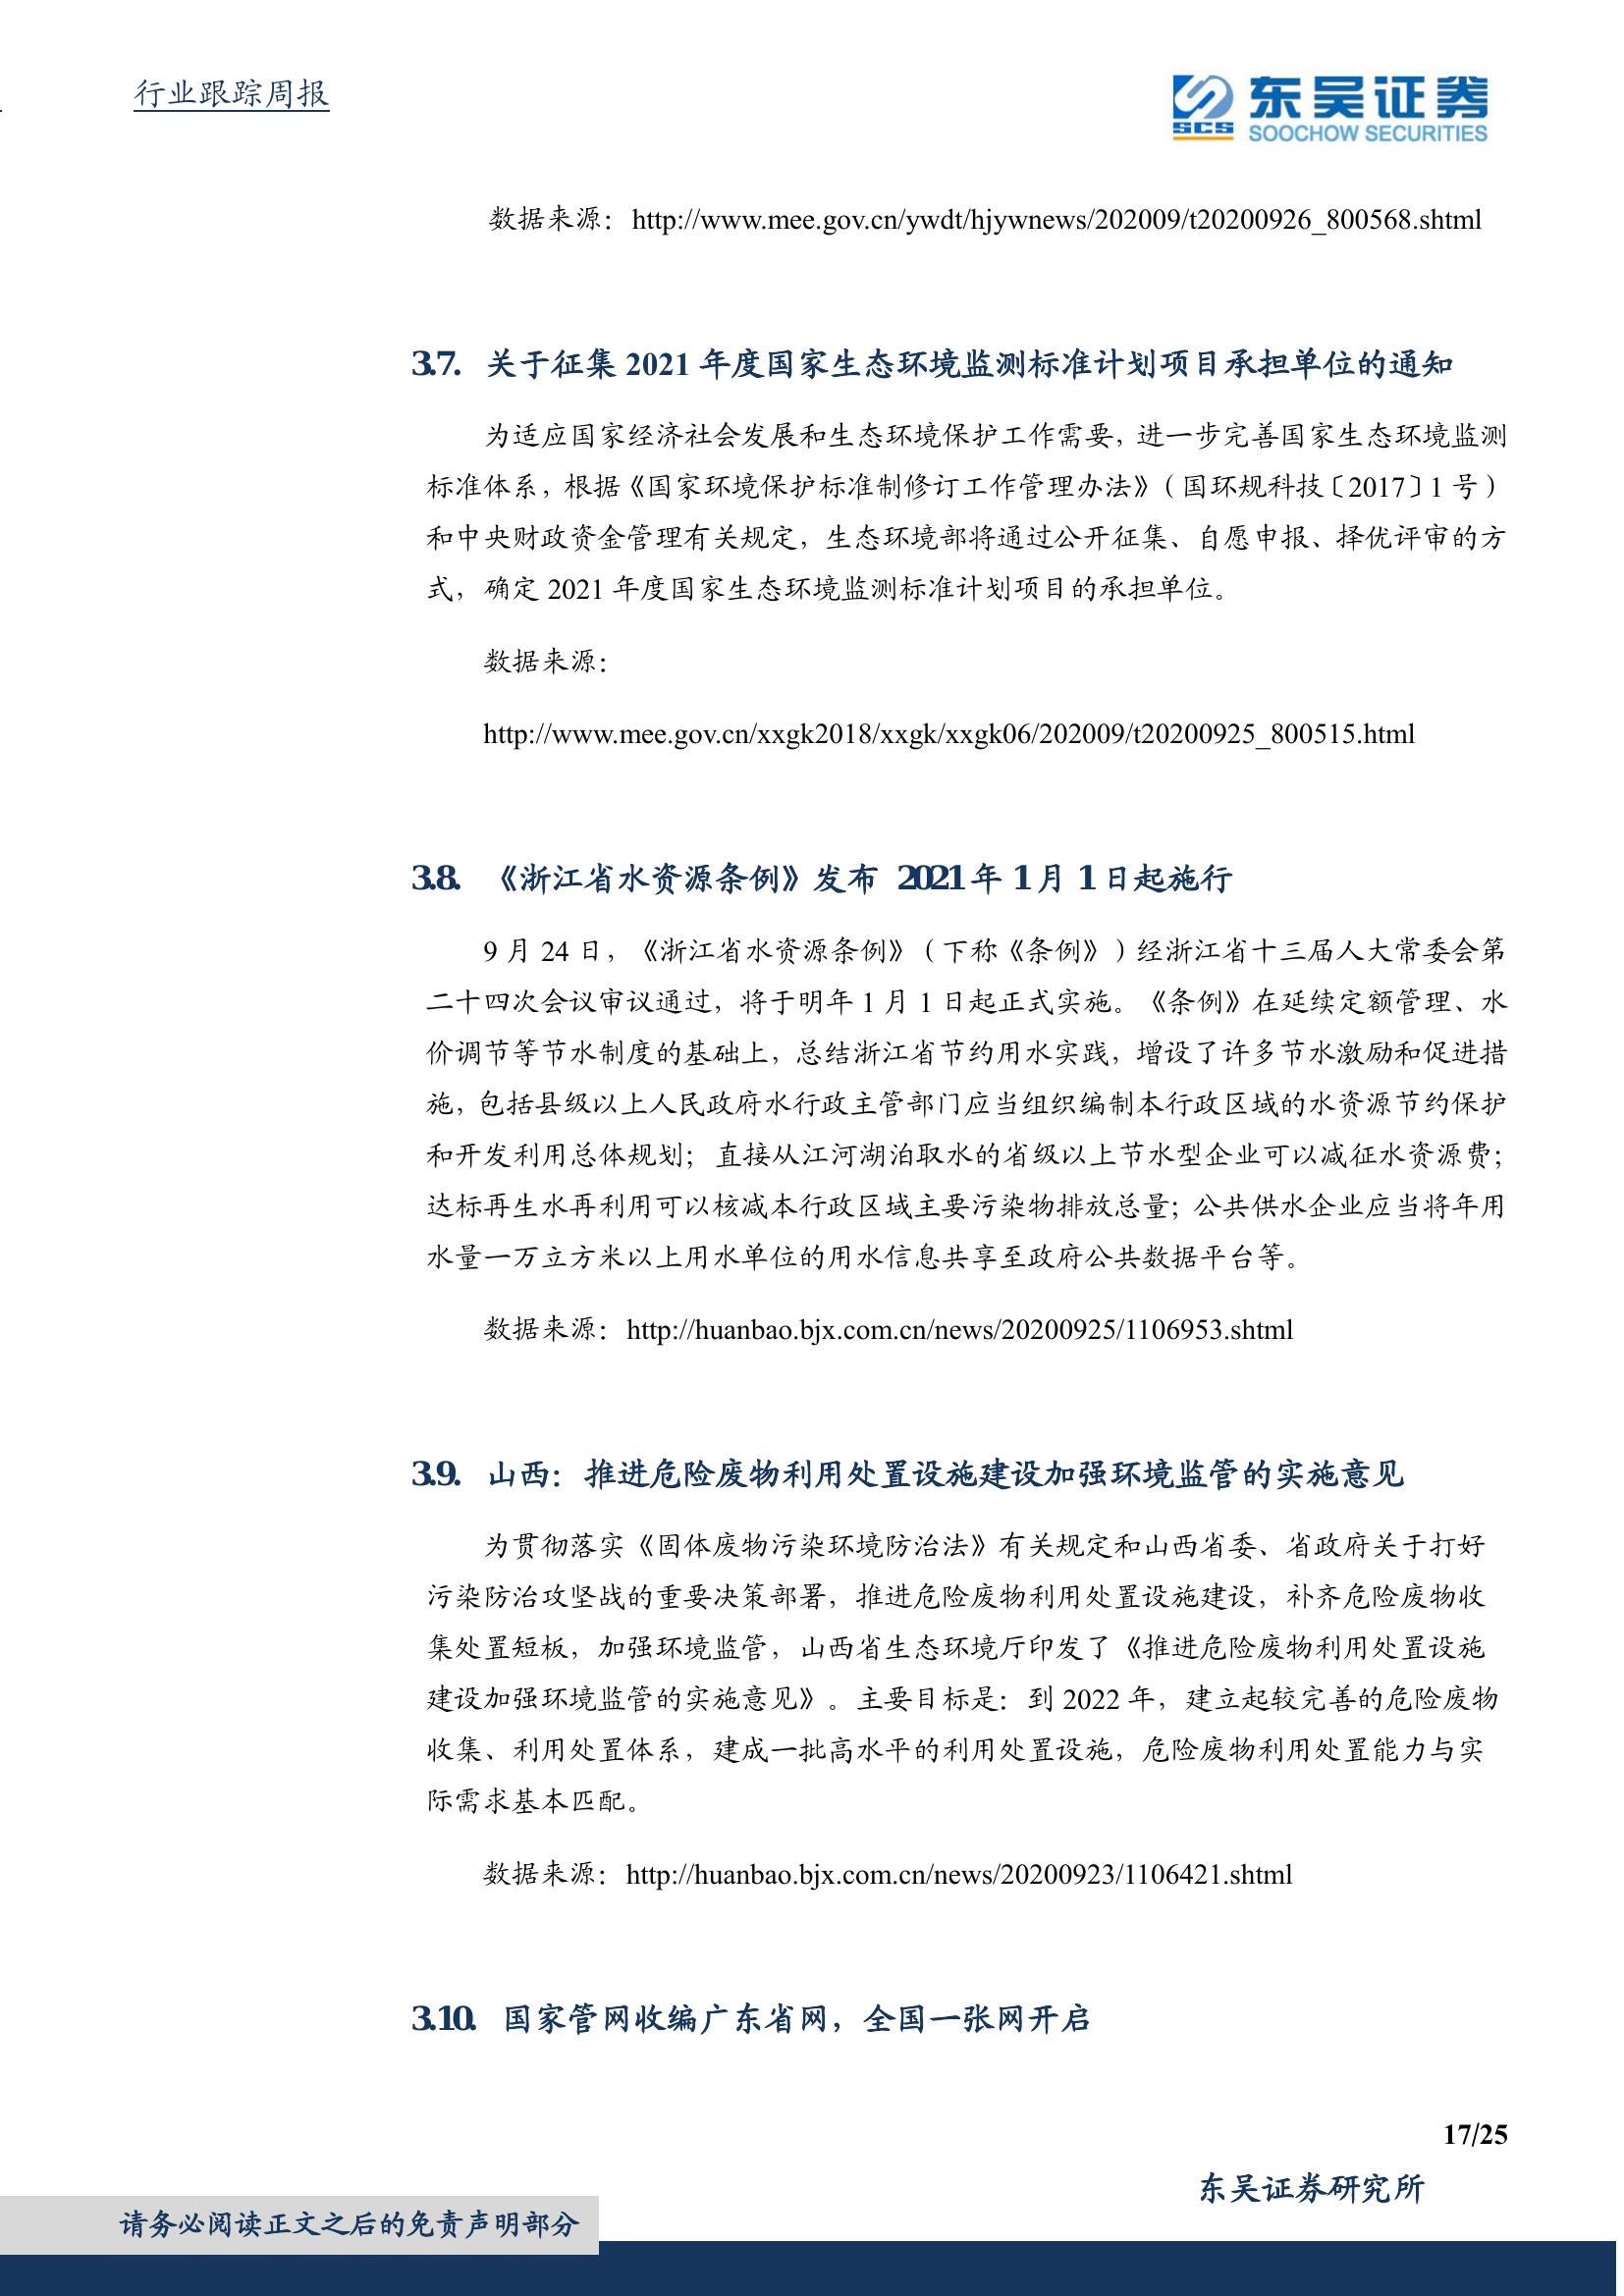 行业跟踪周报
SCS
东吴证券
SOOCHOW SECURITIES
数据来源：http://www.mee.gov.cn/ywdt/hjywnews/202009/t20200926_800568.shtml
3.7. 关于征集 2021 年度国家生态环境监测标准计划项目承担单位的通知
为适应国家经济社会发展和生态环境保护工作需要，进一步完善国家生态环境监测
标准体系，根据《国家环境保护标准制修订工作管理办法》（国环规科技〔2017〕1 号）
和中央财政资金管理有关规定，生态环境部将通过公开征集、自愿申报、择优评审的方
式，确定 2021 年度国家生态环境监测标准计划项目的承担单位。
数据来源：
http://www.mee.gov.cn/xxgk2018/xxgk/xxgk06/202009/t20200925_800515.html
3.8. 《浙江省水资源条例》发布 2021 年 1 月 1 日起施行
9 月 24 日，《浙江省水资源条例》（下称《条例》）经浙江省十三届人大常委会第
二十四次会议审议通过，将于明年 1 月 1 日起正式实施。《条例》在延续定额管理、水
价调节等节水制度的基础上，总结浙江省节约用水实践，增设了许多节水激励和促进措
施，包括县级以上人民政府水行政主管部门应当组织编制本行政区域的水资源节约保护
和开发利用总体规划；直接从江河湖泊取水的省级以上节水型企业可以减征水资源费；
达标再生水再利用可以核减本行政区域主要污染物排放总量；公共供水企业应当将年用
水量一万立方米以上用水单位的用水信息共享至政府公共数据平台等。
数据来源：http://huanbao.bjx.com.cn/news/20200925/1106953.shtml
3.9. 山西：推进危险废物利用处置设施建设加强环境监管的实施意见
为贯彻落实《固体废物污染环境防治法》有关规定和山西省委、省政府关于打好
污染防治攻坚战的重要决策部署，推进危险废物利用处置设施建设，补齐危险废物收
集处置短板，加强环境监管，山西省生态环境厅印发了《推进危险废物利用处置设施
建设加强环境监管的实施意见》。主要目标是：到 2022 年，建立起较完善的危险废物
收集、利用处置体系，建成一批高水平的利用处置设施，危险废物利用处置能力与实
际需求基本匹配。
数据来源：http://huanbao.bjx.com.cn/news/20200923/1106421.shtml
3.10. 国家管网收编广东省网，全国一张网开启
17/25
东吴证券研究所
请务必阅读正文之后的免责声明部分